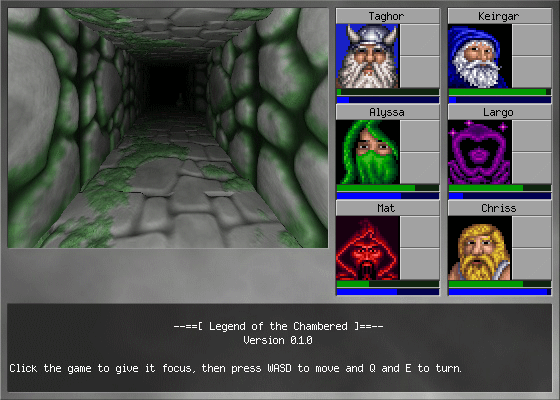 Taghor
Keirgar
Alyssa
Largo
Mat
Chriss
--==[ Legend of the Chambered ]==--
Version 0.1.0
Click the game to give it focus, then press WASD to move and Q and E to turn.